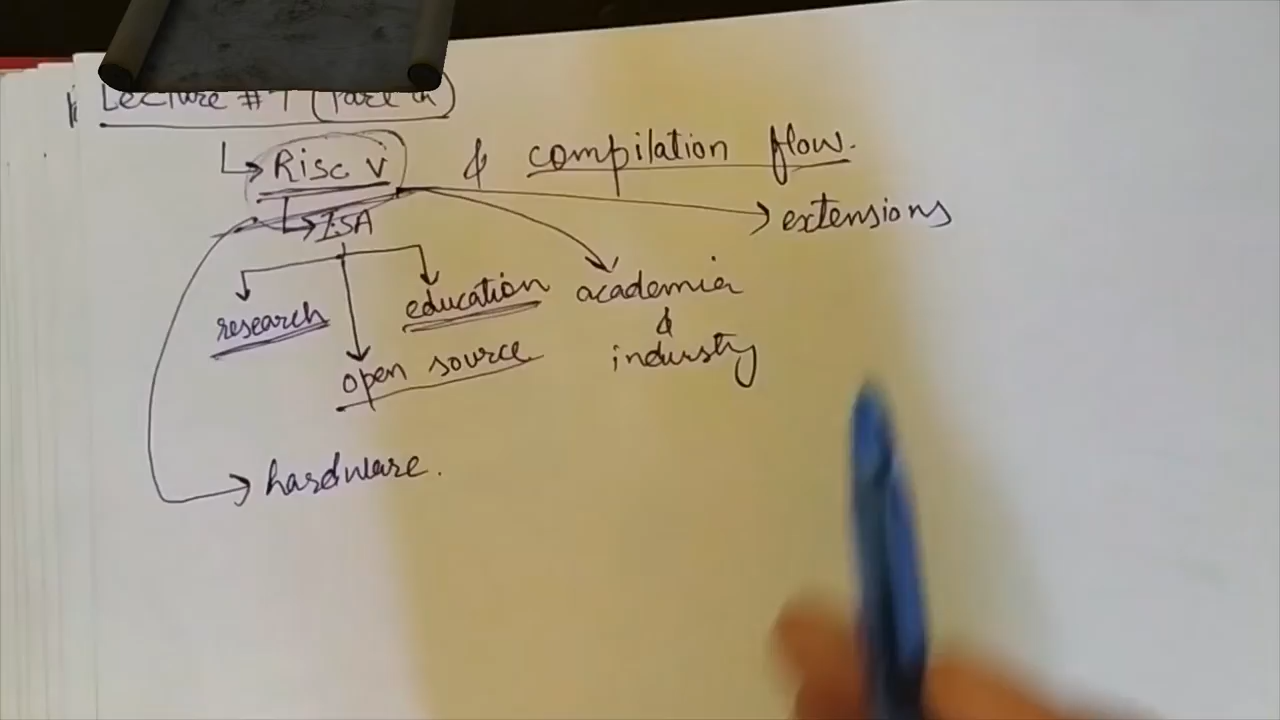 Lecture #1
Risc V & compilation flow.
ISA
extensions
research
education
academia
&
industry
open source
hardware.